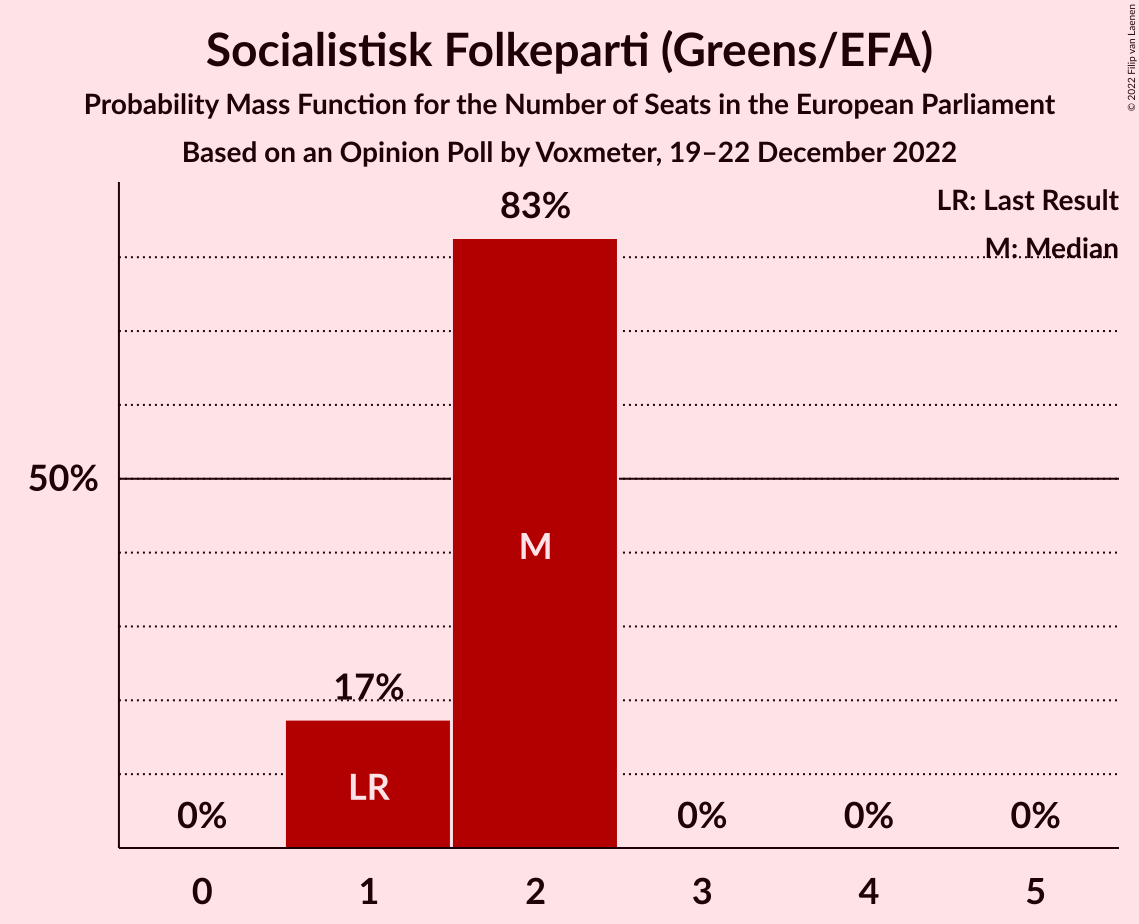 Socialistisk Folkeparti (Greens/EFA)
Probability Mass Function for the Number of Seats in the European Parliament
Based on an Opinion Poll by Voxmeter, 19–22 December 2022
© 2022 Filip van Laenen
LR: Last Result
M: Median
83%
50%
M
17%
LR
0%
0%
0%
0%
0
1
2
3
4
5